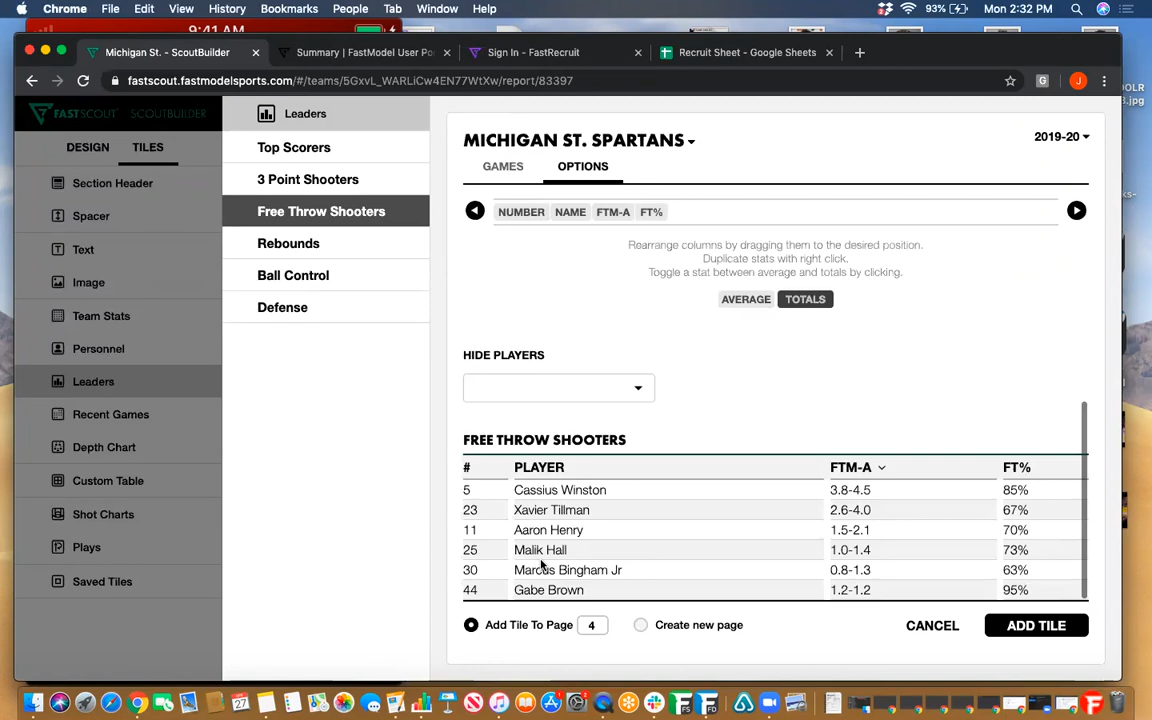 Chrome File Edit View History Bookmarks People Tab Window Help 93% Mon 2:32 PM
9:41 AM
Michigan St. - ScoutBuilder Summary | FastModel User Po Sign In - FastRecruit Recruit Sheet - Google Sheets
fastscout.fastmodelsports.com/#/teams/5GxvL_WARLiCw4EN77WtXw/report/83397 G J
FASTSCOUT SCOUTBUILDER
DESIGN TILES
Section Header
Spacer
Text
Image
Team Stats
Personnel
Leaders
Recent Games
Depth Chart
Custom Table
Shot Charts
Plays
Saved Tiles
Leaders
Top Scorers
3 Point Shooters
Free Throw Shooters
Rebounds
Ball Control
Defense
MICHIGAN ST. SPARTANS 2019-20
GAMES OPTIONS
NUMBER NAME FTM-A FT%
Rearrange columns by dragging them to the desired position.
Duplicate stats with right click.
Toggle a stat between average and totals by clicking.
AVERAGE TOTALS
HIDE PLAYERS
FREE THROW SHOOTERS
# PLAYER FTM-A FT%
5 Cassius Winston 3.8-4.5 85%
23 Xavier Tillman 2.6-4.0 67%
11 Aaron Henry 1.5-2.1 70%
25 Malik Hall 1.0-1.4 73%
30 Marcus Bingham Jr 0.8-1.3 63%
44 Gabe Brown 1.2-1.2 95%
Add Tile To Page 4 Create new page CANCEL ADD TILE